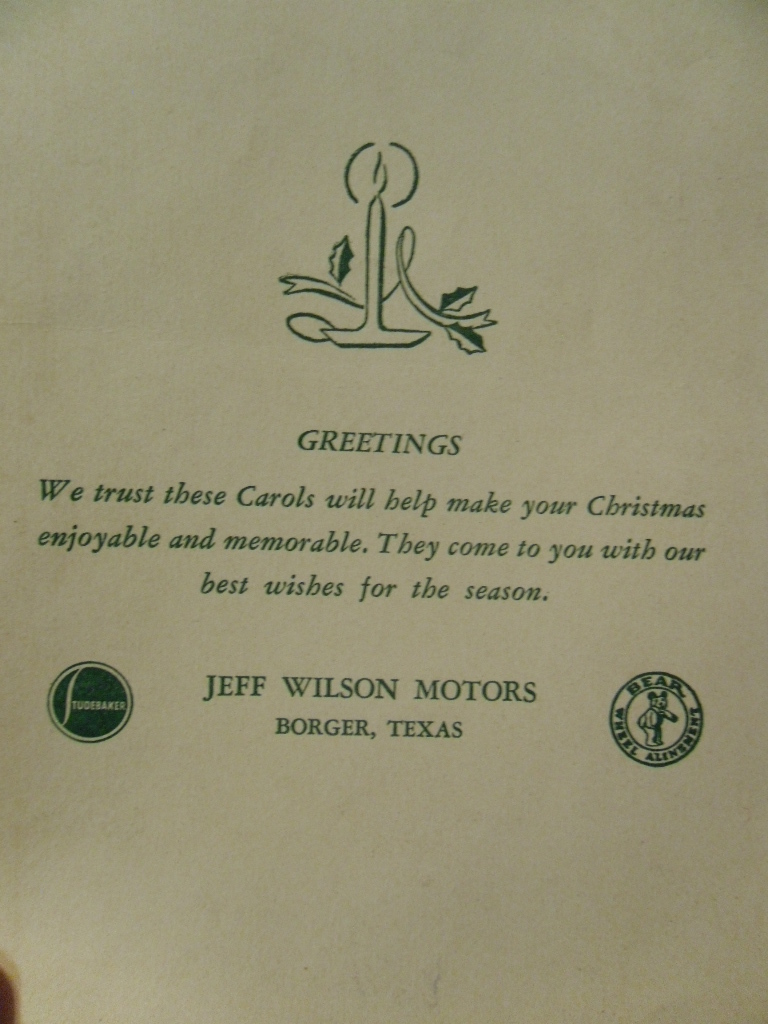 GREETINGS
We trust these Carols will help make your Christmas
enjoyable and memorable. They come to you with our
best wishes for the season.
STUDEBAKER
JEFF WILSON MOTORS
BORGER, TEXAS
BEAR
WHEEL ALINEMENT